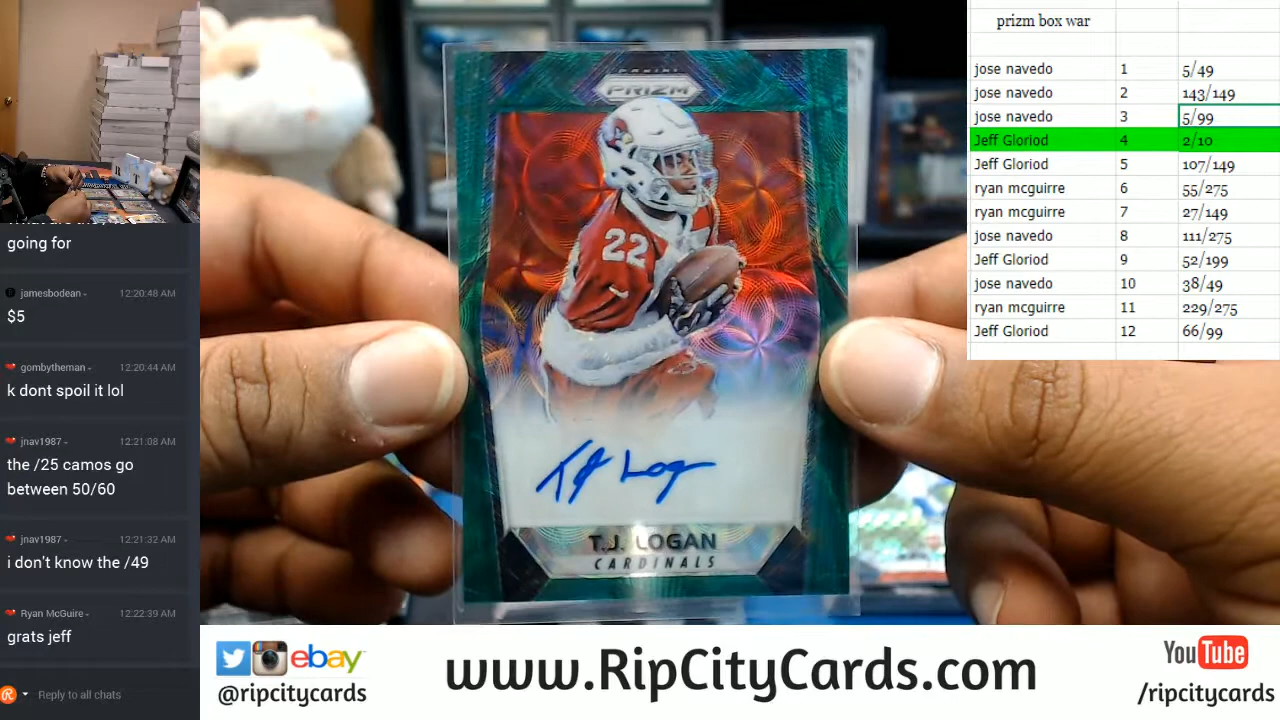 going for
jamesbodean - 12:20:48 AM
$5
gombytheman - 12:20:44 AM
k dont spoil it lol
jnav1987 - 12:21:08 AM
the /25 camos go
between 50/60
jnav1987 - 12:21:32 AM
i don't know the /49
Ryan McGuire - 12:22:39 AM
grats jeff
Reply to all chats
PANINI
PRIZM
22
TJ Logan
T.J. LOGAN
CARDINALS
prizm box war
jose navedo 1 5/49
jose navedo 2 143/149
jose navedo 3 5/99
Jeff Gloriod 4 2/10
Jeff Gloriod 5 107/149
ryan mcguirre 6 55/275
ryan mcguirre 7 27/149
jose navedo 8 111/275
Jeff Gloriod 9 52/199
jose navedo 10 38/49
ryan mcguirre 11 229/275
Jeff Gloriod 12 66/99
ebay
@ripcitycards
www.RipCityCards.com
YouTube
/ripcitycards